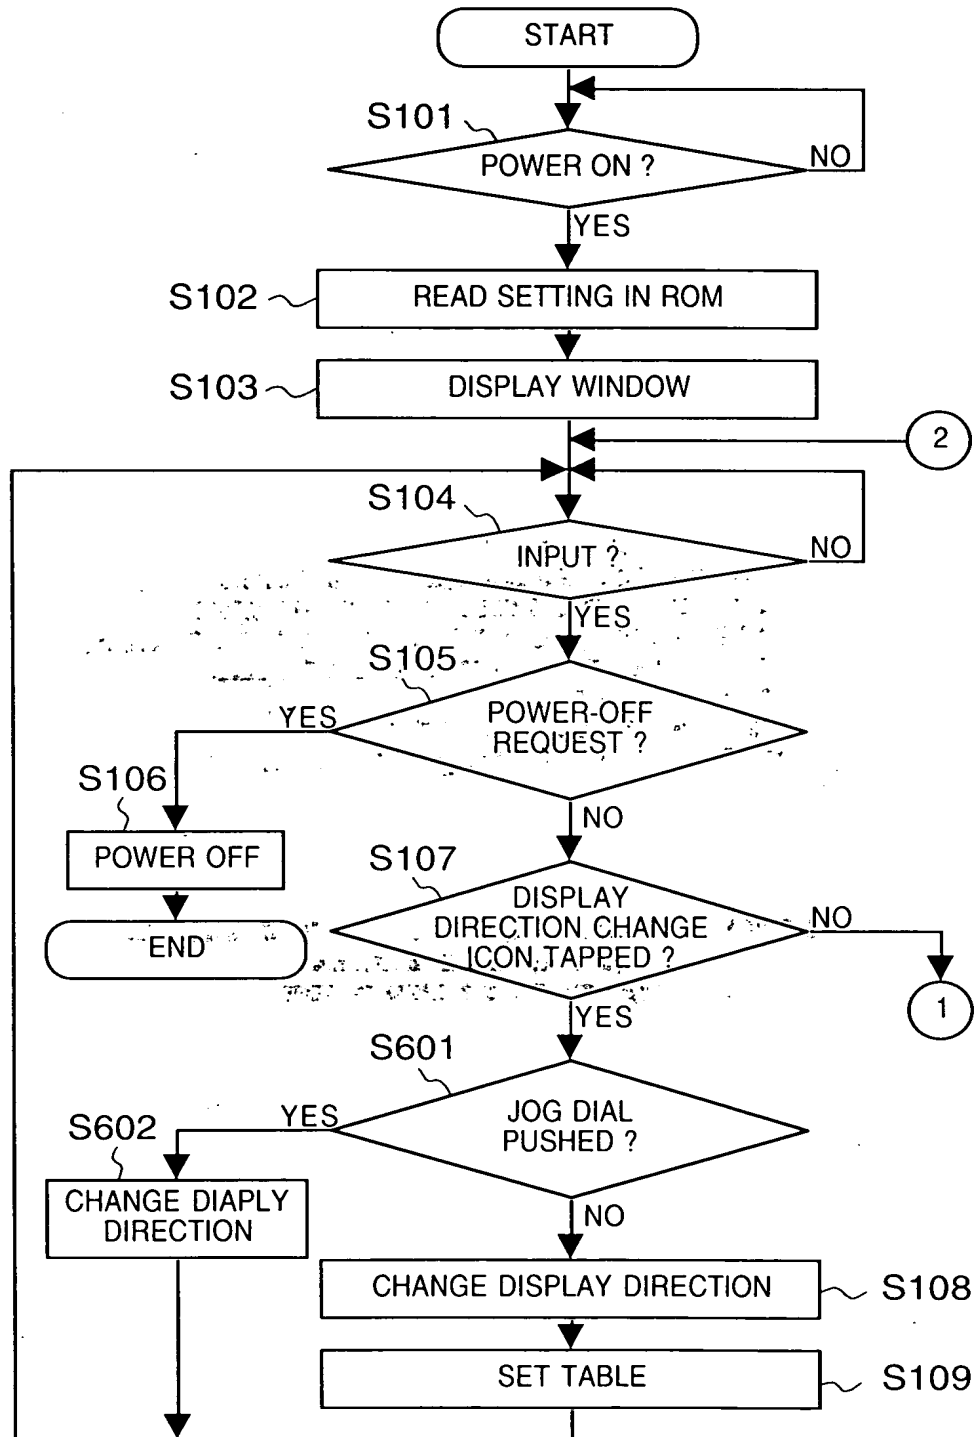 START
S101
POWER ON ?
NO
YES
S102
READ SETTING IN ROM
S103
DISPLAY WINDOW
2
S104
INPUT ?
NO
YES
S105
YES
POWER-OFF
REQUEST ?
S106
NO
POWER OFF
S107
DISPLAY
DIRECTION CHANGE
ICON TAPPED ?
NO
END
1
YES
S601
YES
JOG DIAL
PUSHED ?
S602
CHANGE DIAPLY
DIRECTION
NO
CHANGE DISPLAY DIRECTION
S108
SET TABLE
S109